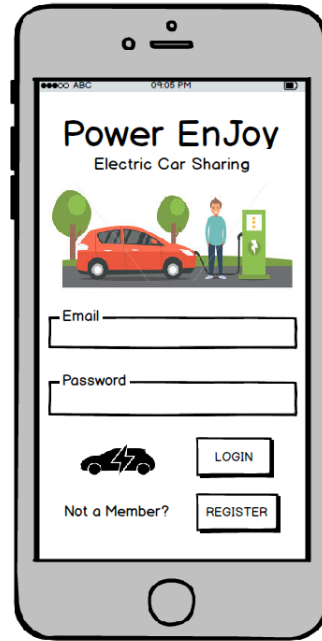 ABC 09:05 PM
Power EnJoy
Electric Car Sharing
Email
Password
LOGIN
Not a Member? REGISTER